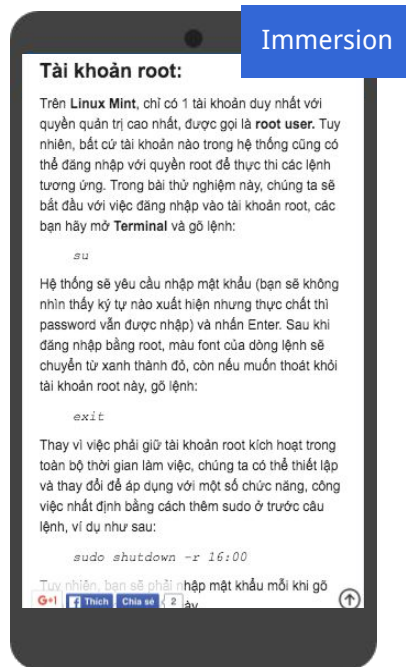 Immersion
Tài khoản root:
Trên Linux Mint, chỉ có 1 tài khoản duy nhất với
quyền quản trị cao nhất, được gọi là root user. Tuy
nhiên, bất cứ tài khoản nào trong hệ thống cũng có
thể đăng nhập với quyền root để thực thi các lệnh
tương ứng. Trong bài thử nghiệm này, chúng ta sẽ
bắt đầu với việc đăng nhập vào tài khoản root, các
bạn hãy mở Terminal và gõ lệnh:
su
Hệ thống sẽ yêu cầu nhập mật khẩu (bạn sẽ không
nhìn thấy ký tự nào xuất hiện nhưng thực chất thì
password vẫn được nhập) và nhấn Enter. Sau khi
đăng nhập bằng root, màu font của dòng lệnh sẽ
chuyển từ xanh thành đỏ, còn nếu muốn thoát khỏi
tài khoản root này, gõ lệnh:
exit
Thay vì việc phải giữ tài khoản root kích hoạt trong
toàn bộ thời gian làm việc, chúng ta có thể thiết lập
và thay đổi để áp dụng với một số chức năng, công
việc nhất định bằng cách thêm sudo ở trước câu
lệnh, ví dụ như sau:
sudo shutdown -r 16:00
Tuy nhiên, bạn sẽ phải nhập mật khẩu mỗi khi gõ
G+1 Thích Chia sẻ 2